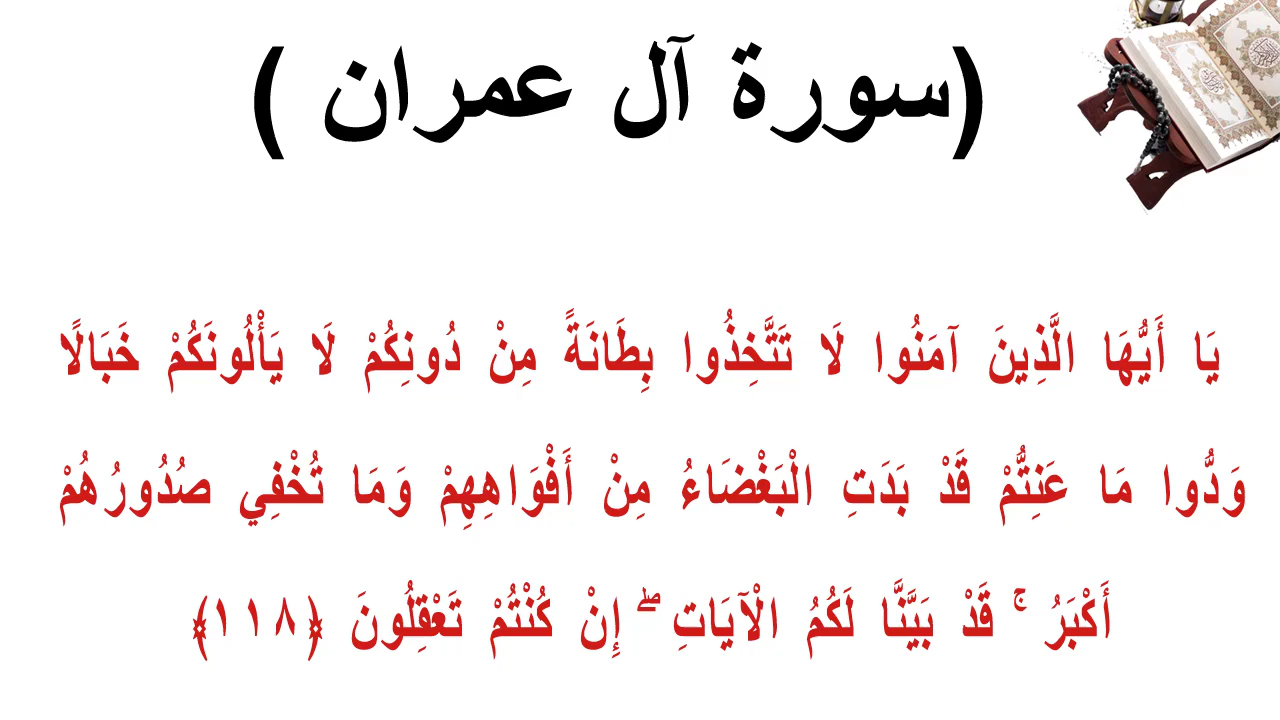 (سورة آل عمران )
يَا أَيُّهَا الَّذِينَ آمَنُوا لَا تَتَّخِذُوا بِطَانَةً مِنْ دُونِكُمْ لَا يَأْلُونَكُمْ خَبَالًا
وَدُّوا مَا عَنِتُّمْ قَدْ بَدَتِ الْبَغْضَاءُ مِنْ أَفْوَاهِهِمْ وَمَا تُخْفِي صُدُورُهُمْ
أَكْبَرُ ۚ قَدْ بَيَّنَّا لَكُمُ الْآيَاتِ ۖ إِنْ كُنْتُمْ تَعْقِلُونَ ﴿١١٨﴾